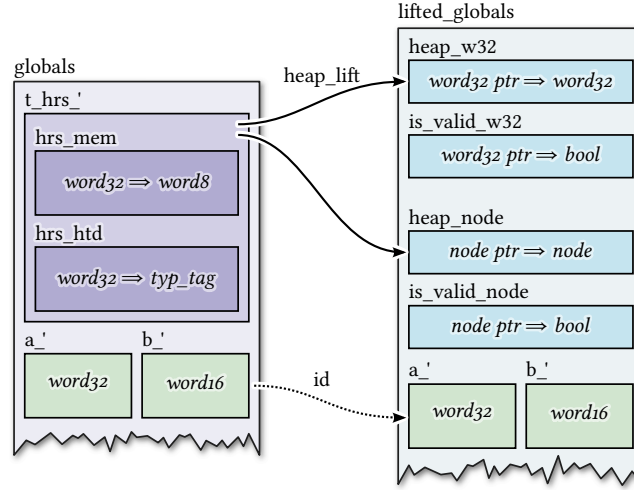 globals
t_hrs_'
hrs_mem
word32 ⇒ word8
hrs_htd
word32 ⇒ typ_tag
a_' b_'
word32 word16
heap_lift
id
lifted_globals
heap_w32
word32 ptr ⇒ word32
is_valid_w32
word32 ptr ⇒ bool
heap_node
node ptr ⇒ node
is_valid_node
node ptr ⇒ bool
a_' b_'
word32 word16